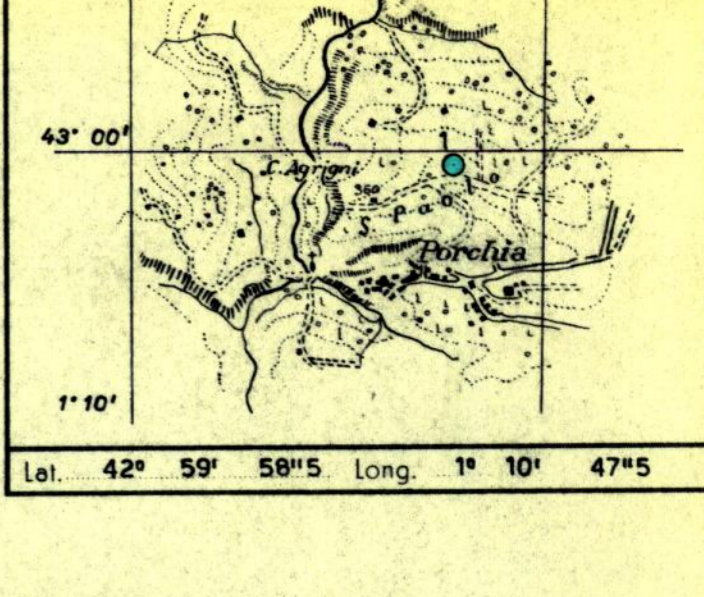 43° 00'
C. Agrigni
360
S. Paolo
Porchia
1° 10'
Lat. 42° 59' 58"5 Long. 1° 10' 47"5